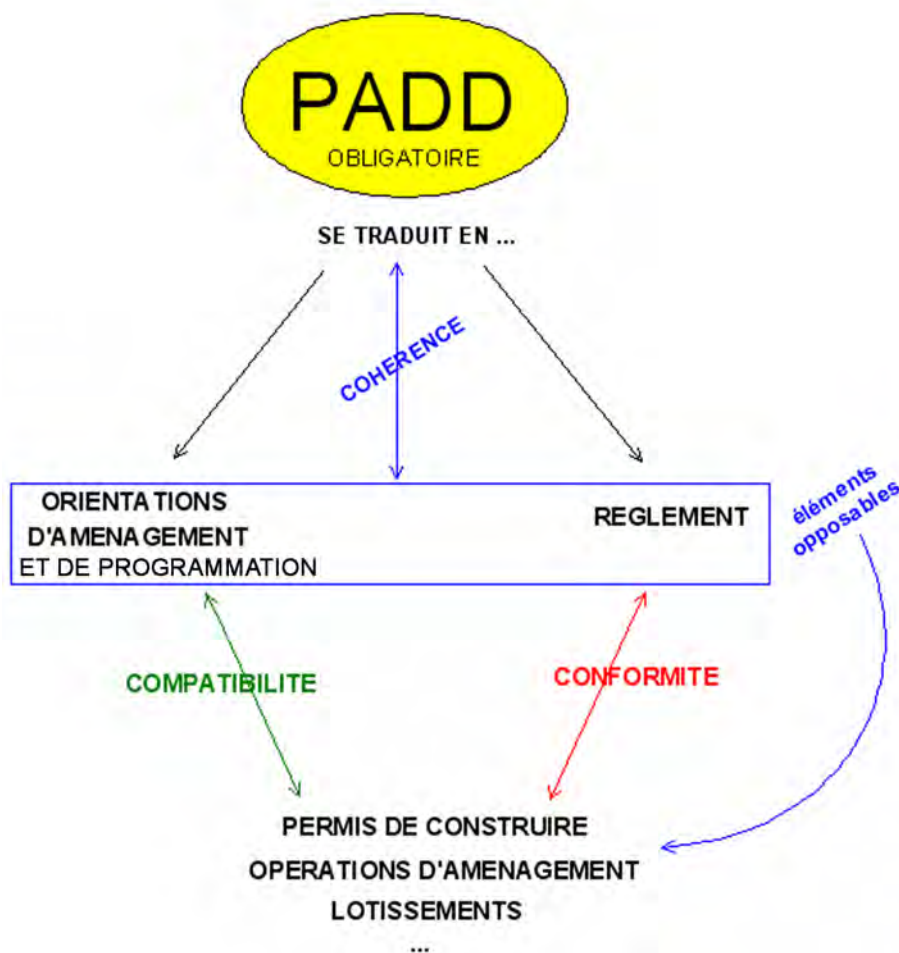 PADD
OBLIGATOIRE
SE TRADUIT EN ...
COHERENCE
ORIENTATIONS
D'AMENAGEMENT
ET DE PROGRAMMATION
REGLEMENT
éléments
opposables
COMPATIBILITE
CONFORMITE
PERMIS DE CONSTRUIRE
OPERATIONS D'AMENAGEMENT
LOTISSEMENTS
...